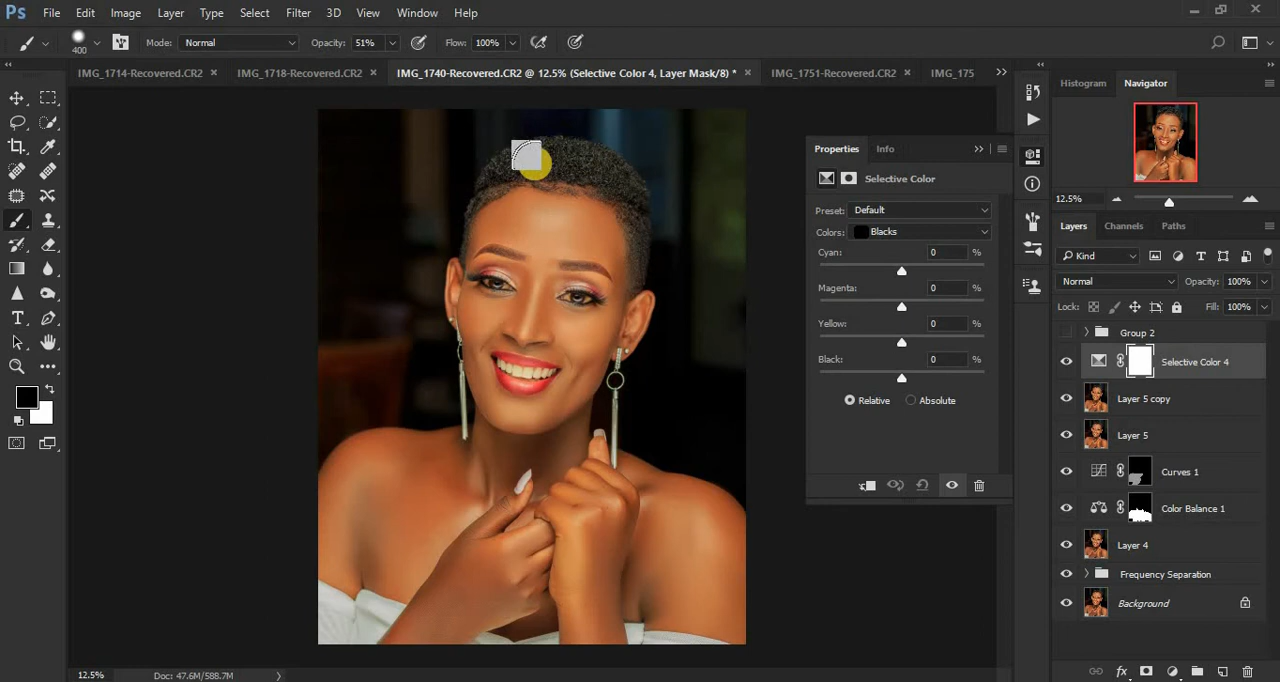 Ps File Edit Image Layer Type Select Filter 3D View Window Help
400 Mode: Normal Opacity: 51% Flow: 100%
IMG_1714-Recovered.CR2 × IMG_1718-Recovered.CR2 × IMG_1740-Recovered.CR2 @ 12.5% (Selective Color 4, Layer Mask/8) * × IMG_1751-Recovered.CR2 × IMG_175
Histogram Navigator
12.5%
Properties Info
Selective Color
Preset: Default
Colors: Blacks
Cyan: 0 %
Magenta: 0 %
Yellow: 0 %
Black: 0 %
Relative Absolute
Layers Channels Paths
Kind
Normal Opacity: 100%
Lock: Fill: 100%
Group 2
Selective Color 4
Layer 5 copy
Layer 5
Curves 1
Color Balance 1
Layer 4
Frequency Separation
Background
12.5% Doc: 47.6M/588.7M